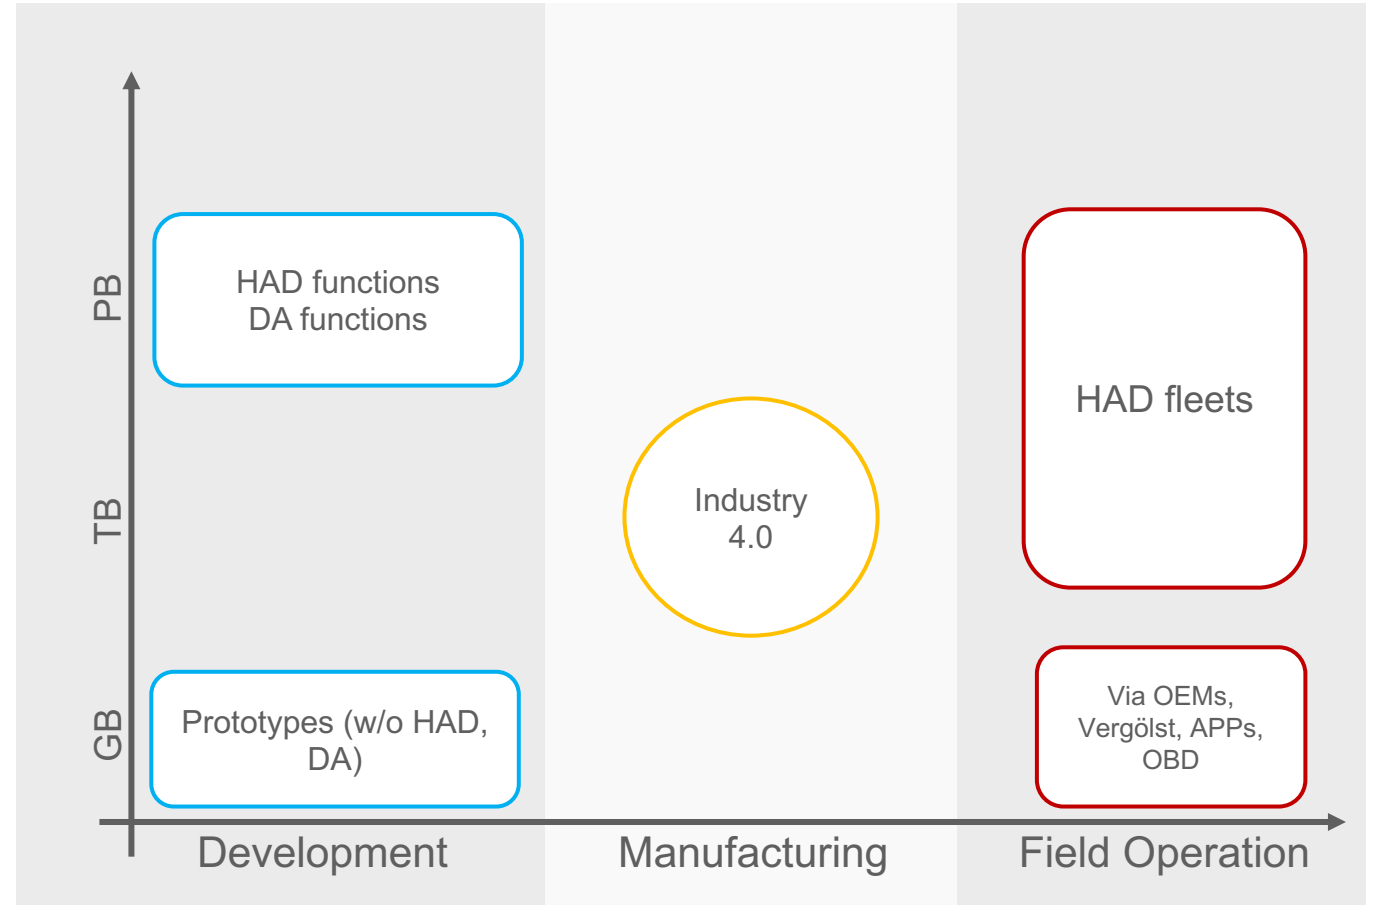 PB
HAD functions
DA functions
HAD fleets
TB
Industry
4.0
GB
Prototypes (w/o HAD,
DA)
Via OEMs,
Vergölst, APPs,
OBD
Development
Manufacturing
Field Operation